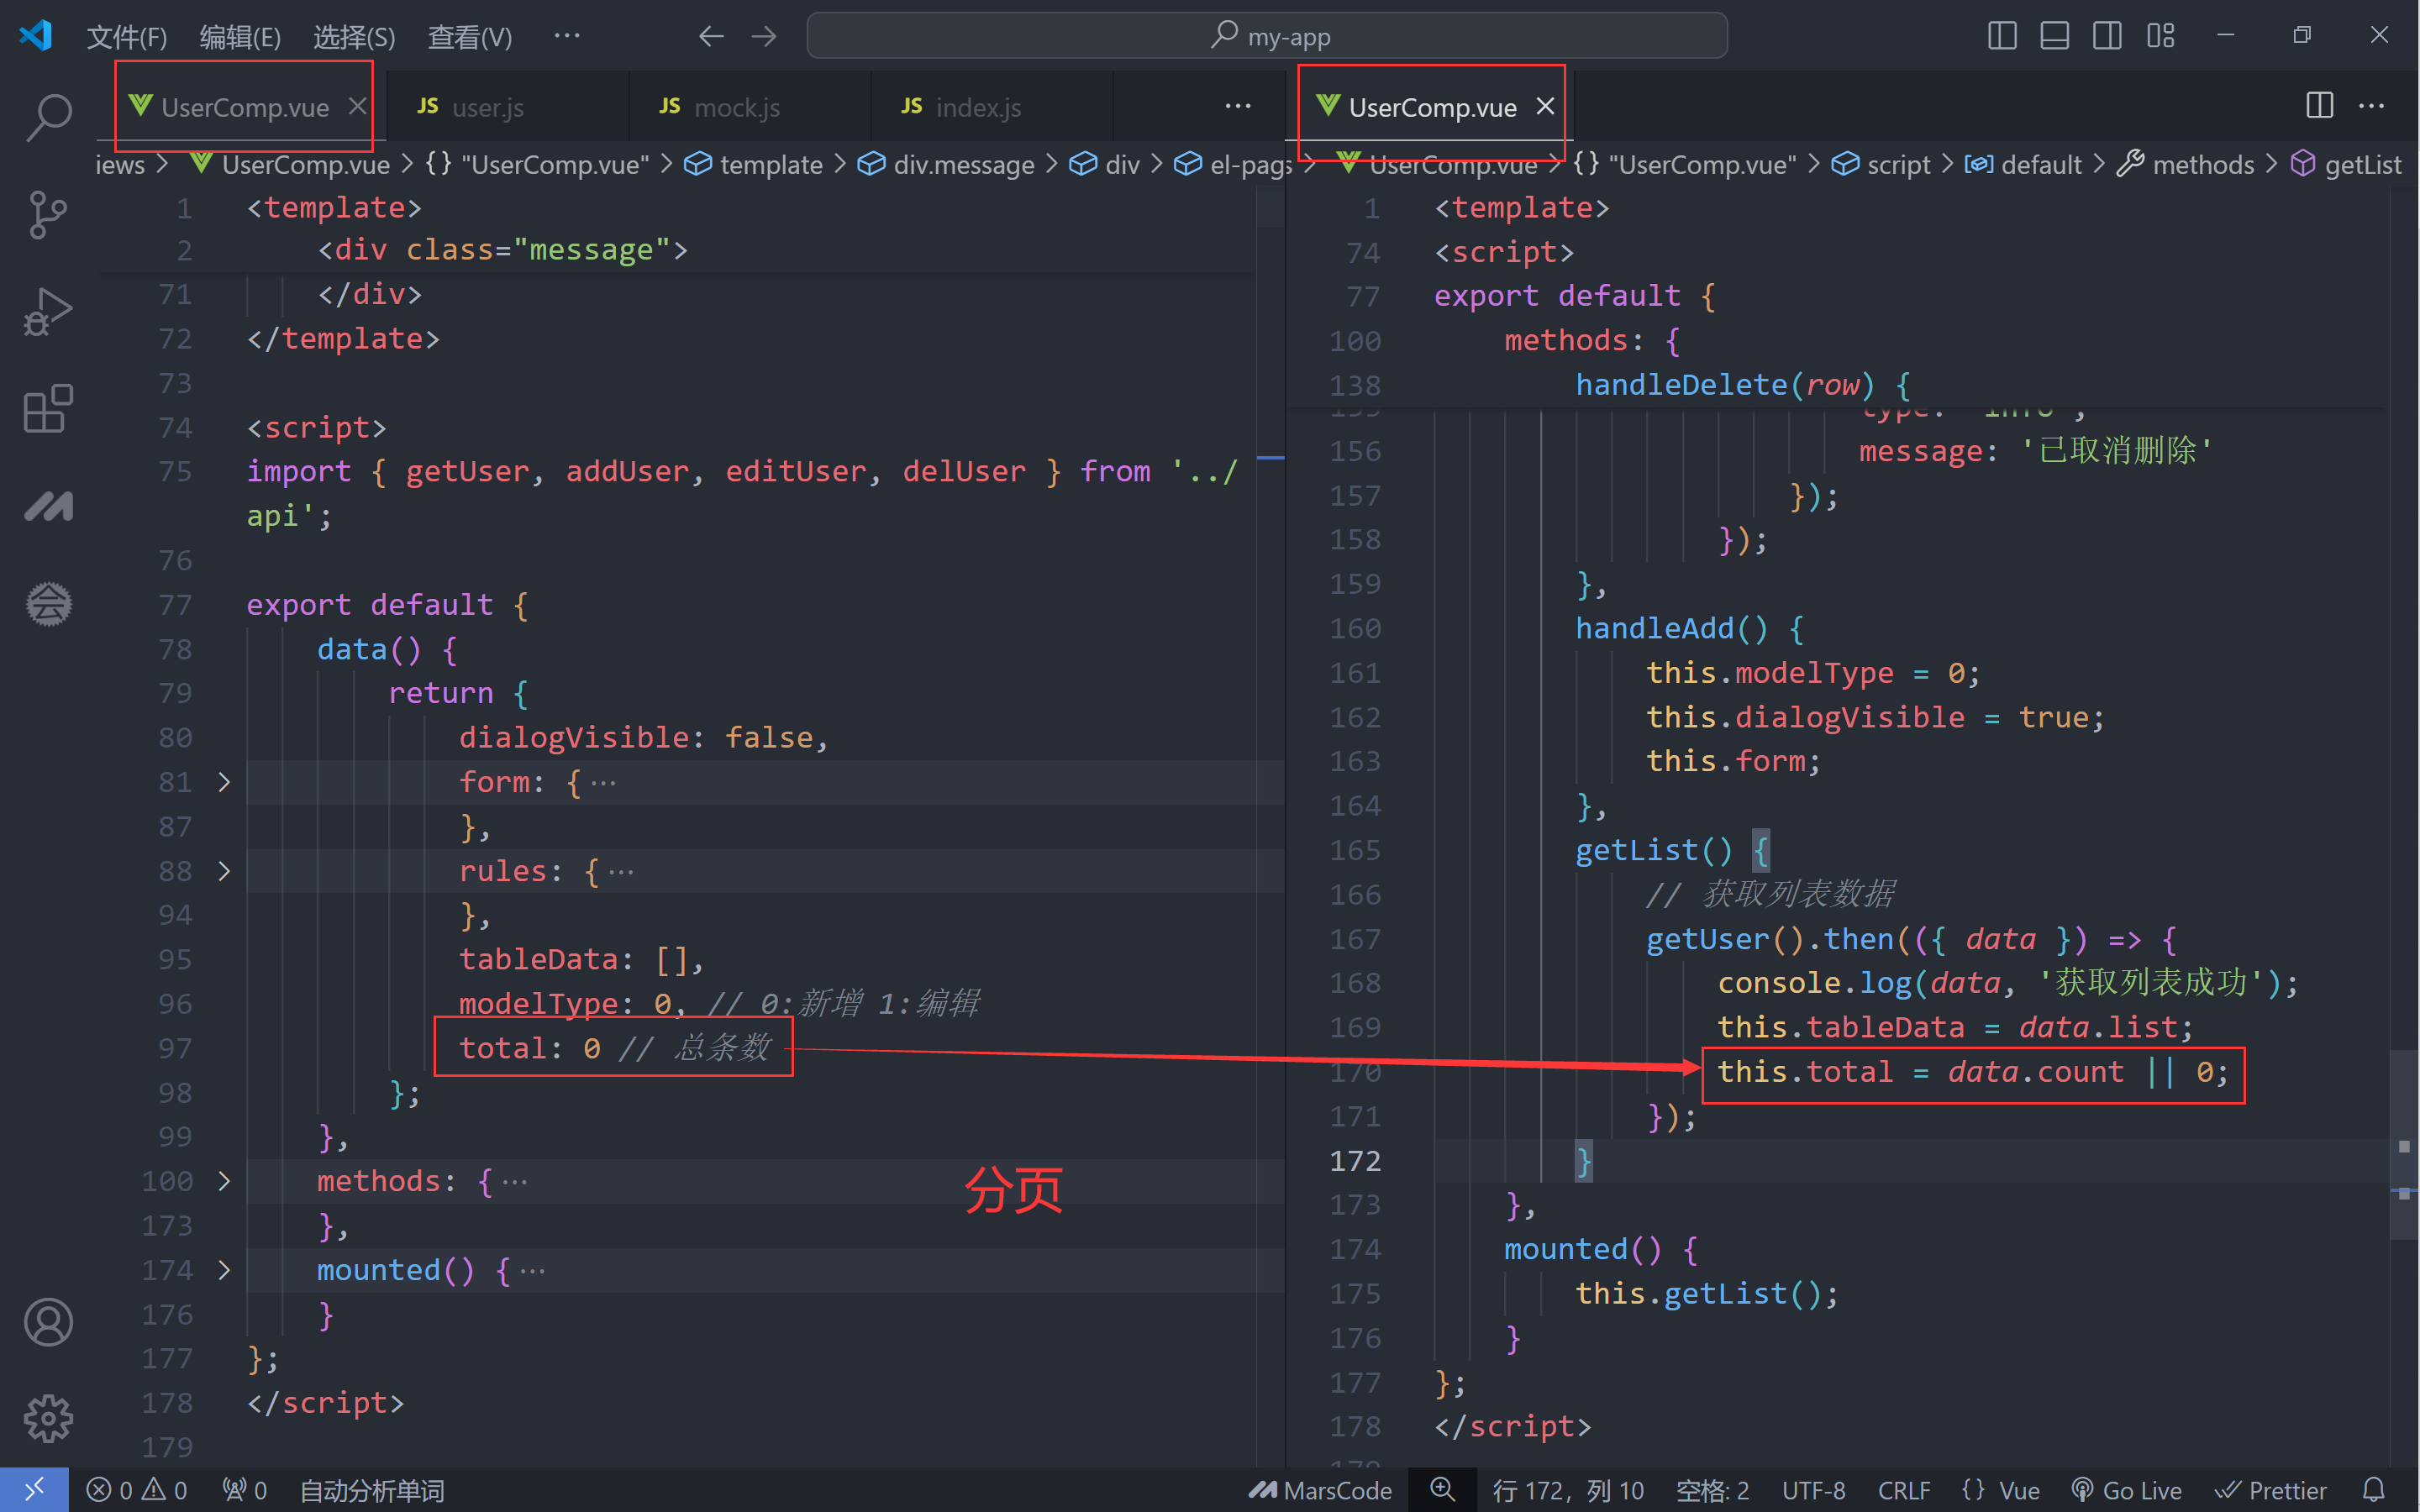 文件(F) 编辑(E) 选择(S) 查看(V) ··· my-app
UserComp.vue user.js mock.js index.js ···
iews > UserComp.vue > {} "UserComp.vue" > template > div.message > div > el-pag
1 <template>
2 <div class="message">
71 </div>
72 </template>
73
74 <script>
75 import { getUser, addUser, editUser, delUser } from '../
api';
76
77 export default {
78 data() {
79 return {
80 dialogVisible: false,
81 form: {···
87 },
88 rules: {···
94 },
95 tableData: [],
96 modelType: 0, // 0:新增 1:编辑
97 total: 0 // 总条数
98 };
99 },
100 methods: {···
173 },
174 mounted() {···
176 }
177 };
178 </script>
179
分页
UserComp.vue ···
UserComp.vue > {} "UserComp.vue" > script > default > methods > getList
1 <template>
74 <script>
77 export default {
100 methods: {
138 handleDelete(row) {
156 message: '已取消删除'
157 });
158 });
159 },
160 handleAdd() {
161 this.modelType = 0;
162 this.dialogVisible = true;
163 this.form;
164 },
165 getList() {
166 // 获取列表数据
167 getUser().then(({ data }) => {
168 console.log(data, '获取列表成功');
169 this.tableData = data.list;
170 this.total = data.count || 0;
171 });
172 }
173 },
174 mounted() {
175 this.getList();
176 }
177 };
178 </script>
0 0 0 自动分析单词 MarsCode 行 172，列 10 空格: 2 UTF-8 CRLF {} Vue Go Live Prettier